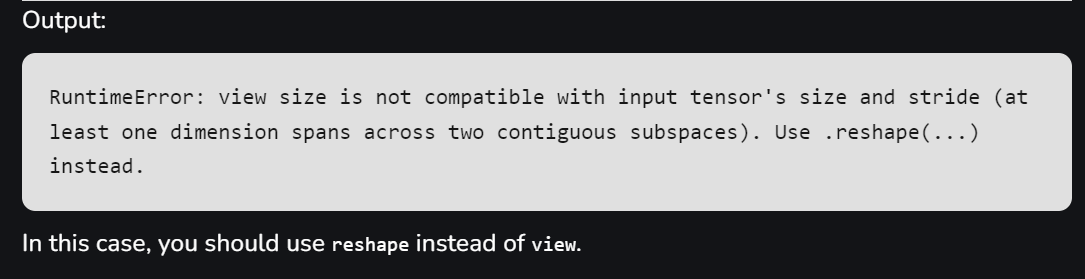 Output:
RuntimeError: view size is not compatible with input tensor's size and stride (at
least one dimension spans across two contiguous subspaces). Use .reshape(...)
instead.
In this case, you should use reshape instead of view.